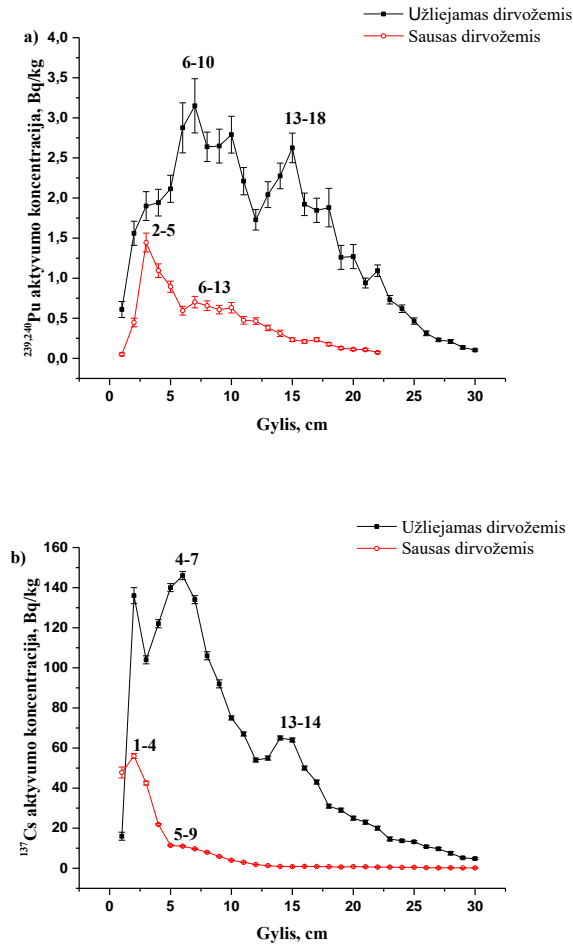 Užliejamas dirvožemis
Sausas dirvožemis
a)
4,0
3,5
3,0
2,5
2,0
1,5
1,0
0,5
0,0
239,240Pu aktyvumo koncentracija, Bq/kg
6-10
13-18
2-5
6-13
0 5 10 15 20 25 30
Gylis, cm
Užliejamas dirvožemis
Sausas dirvožemis
b)
160
140
120
100
80
60
40
20
0
137Cs aktyvumo koncentracija, Bq/kg
4-7
13-14
1-4
5-9
0 5 10 15 20 25 30
Gylis, cm